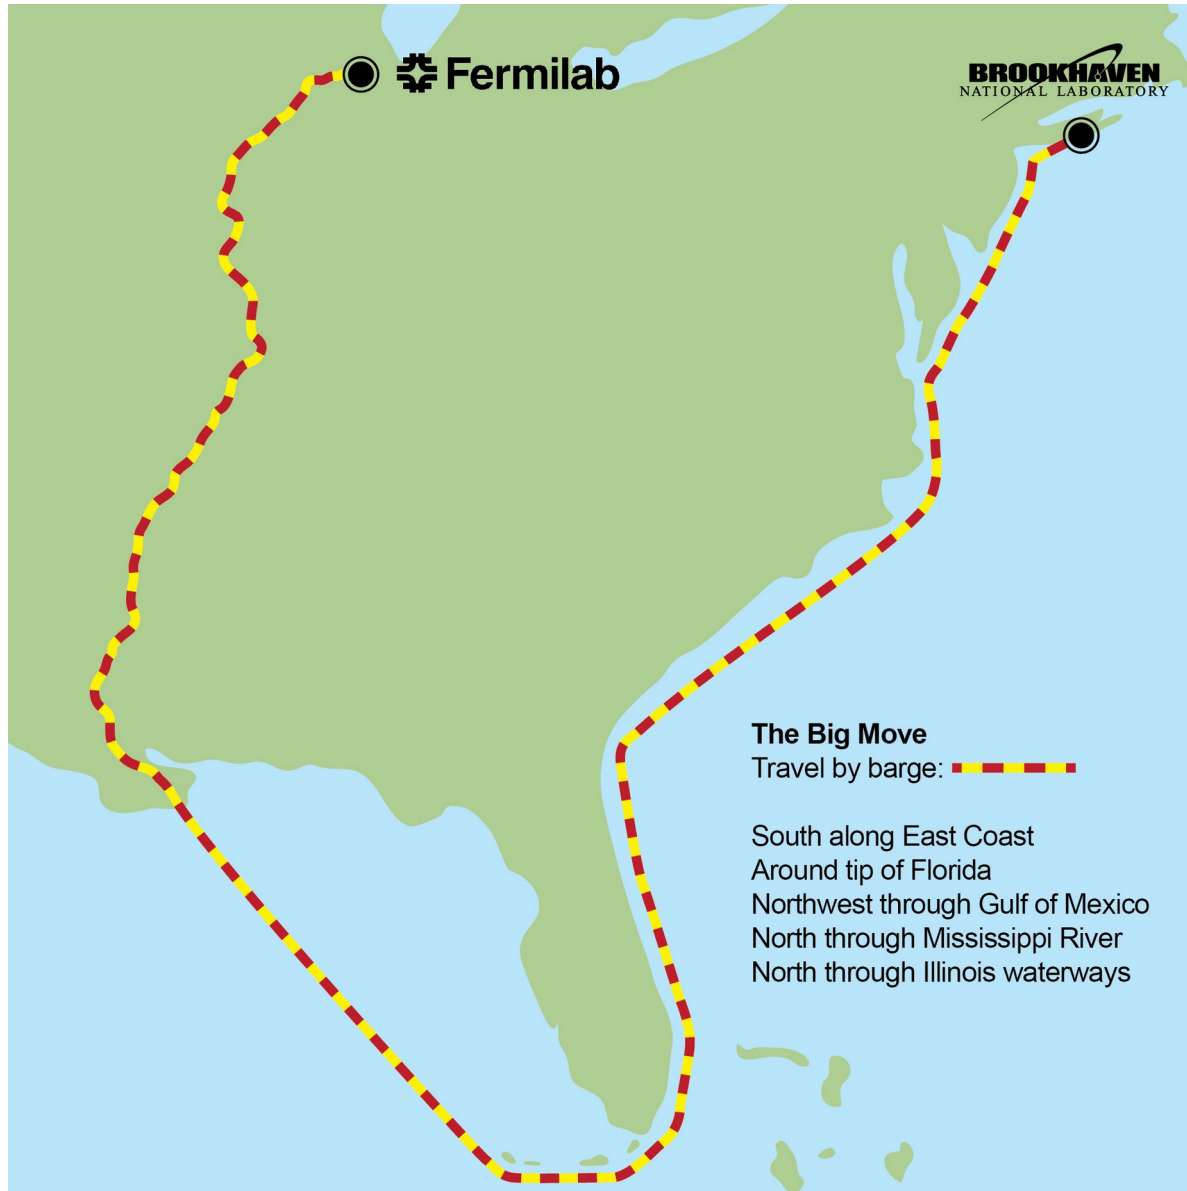 Fermilab
BROOKHAVEN
NATIONAL LABORATORY
The Big Move
Travel by barge:
South along East Coast
Around tip of Florida
Northwest through Gulf of Mexico
North through Mississippi River
North through Illinois waterways